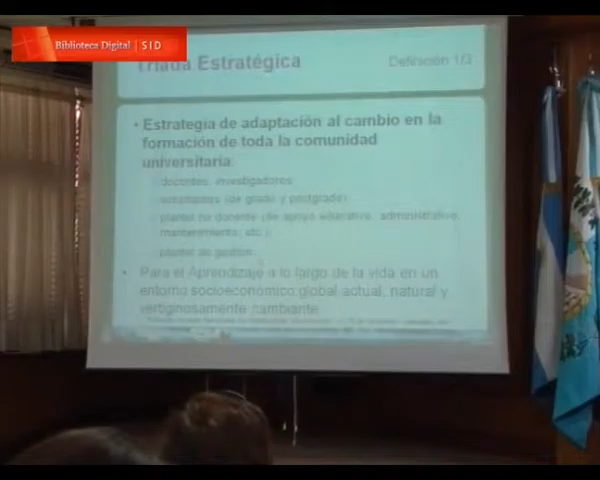 Biblioteca Digital | SID
Triada Estratégica
Definición 1/3
• Estrategia de adaptación al cambio en la
formación de toda la comunidad
universitaria:
docentes, investigadores
estudiantes (de grado y postgrado)
planta no docente (de apoyo educativo, administrativo,
mantenimiento, etc.)
planta de gestión
• Para el Aprendizaje a lo largo de la vida en un
entorno socioeconómico global actual, natural y
vertiginosamente cambiante